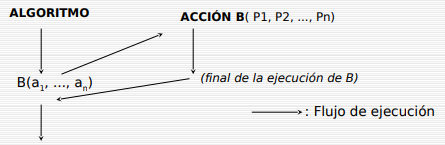 ALGORITMO
ACCIÓN B( P1, P2, ..., Pn)
B(a1, ..., an)
(final de la ejecución de B)
: Flujo de ejecución